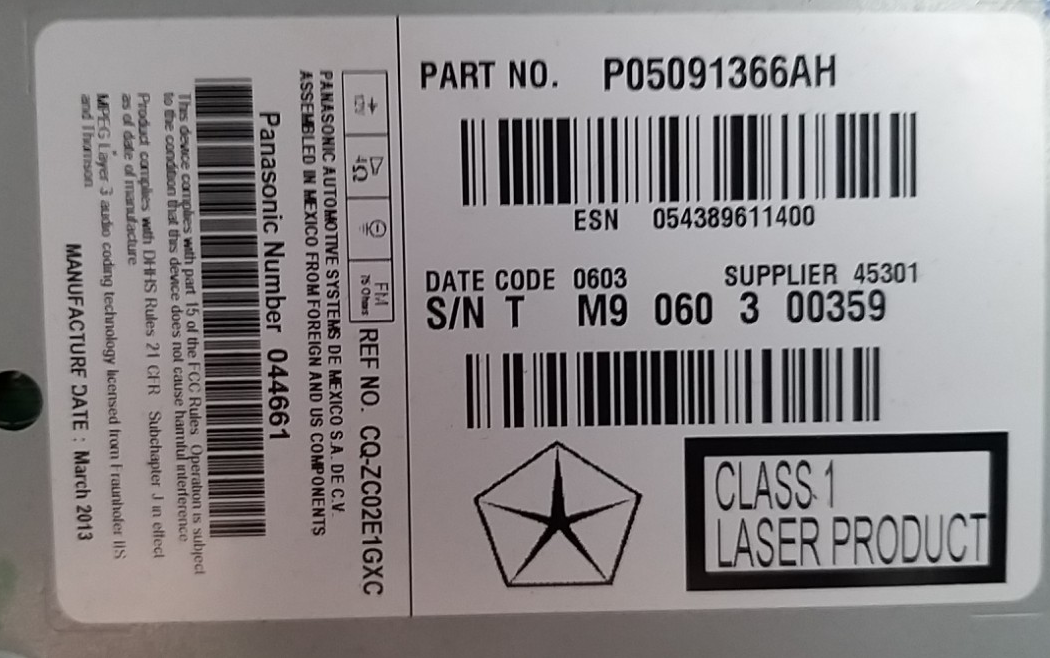 PART NO. P05091366AH
ESN 054389611400
DATE CODE 0603 SUPPLIER 45301
S/N T M9 060 3 00359
CLASS 1
LASER PRODUCT
+ 12V 4Ω FM 75 Ohms
REF NO. CQ-ZC02E1GXC
PANASONIC AUTOMOTIVE SYSTEMS DE MEXICO S.A. DE C.V.
ASSEMBLED IN MEXICO FROM FOREIGN AND US COMPONENTS
Panasonic Number 044661
This device complies with part 15 of the FCC Rules Operation is subject
to the condition that this device does not cause harmful interference
Product complies with DHHS Rules 21 CFR Subchapter J in effect
as of date of manufacture
MPEG Layer 3 audio coding technology licensed from Fraunhofer IIS
and Thomson
MANUFACTURE DATE : March 2013